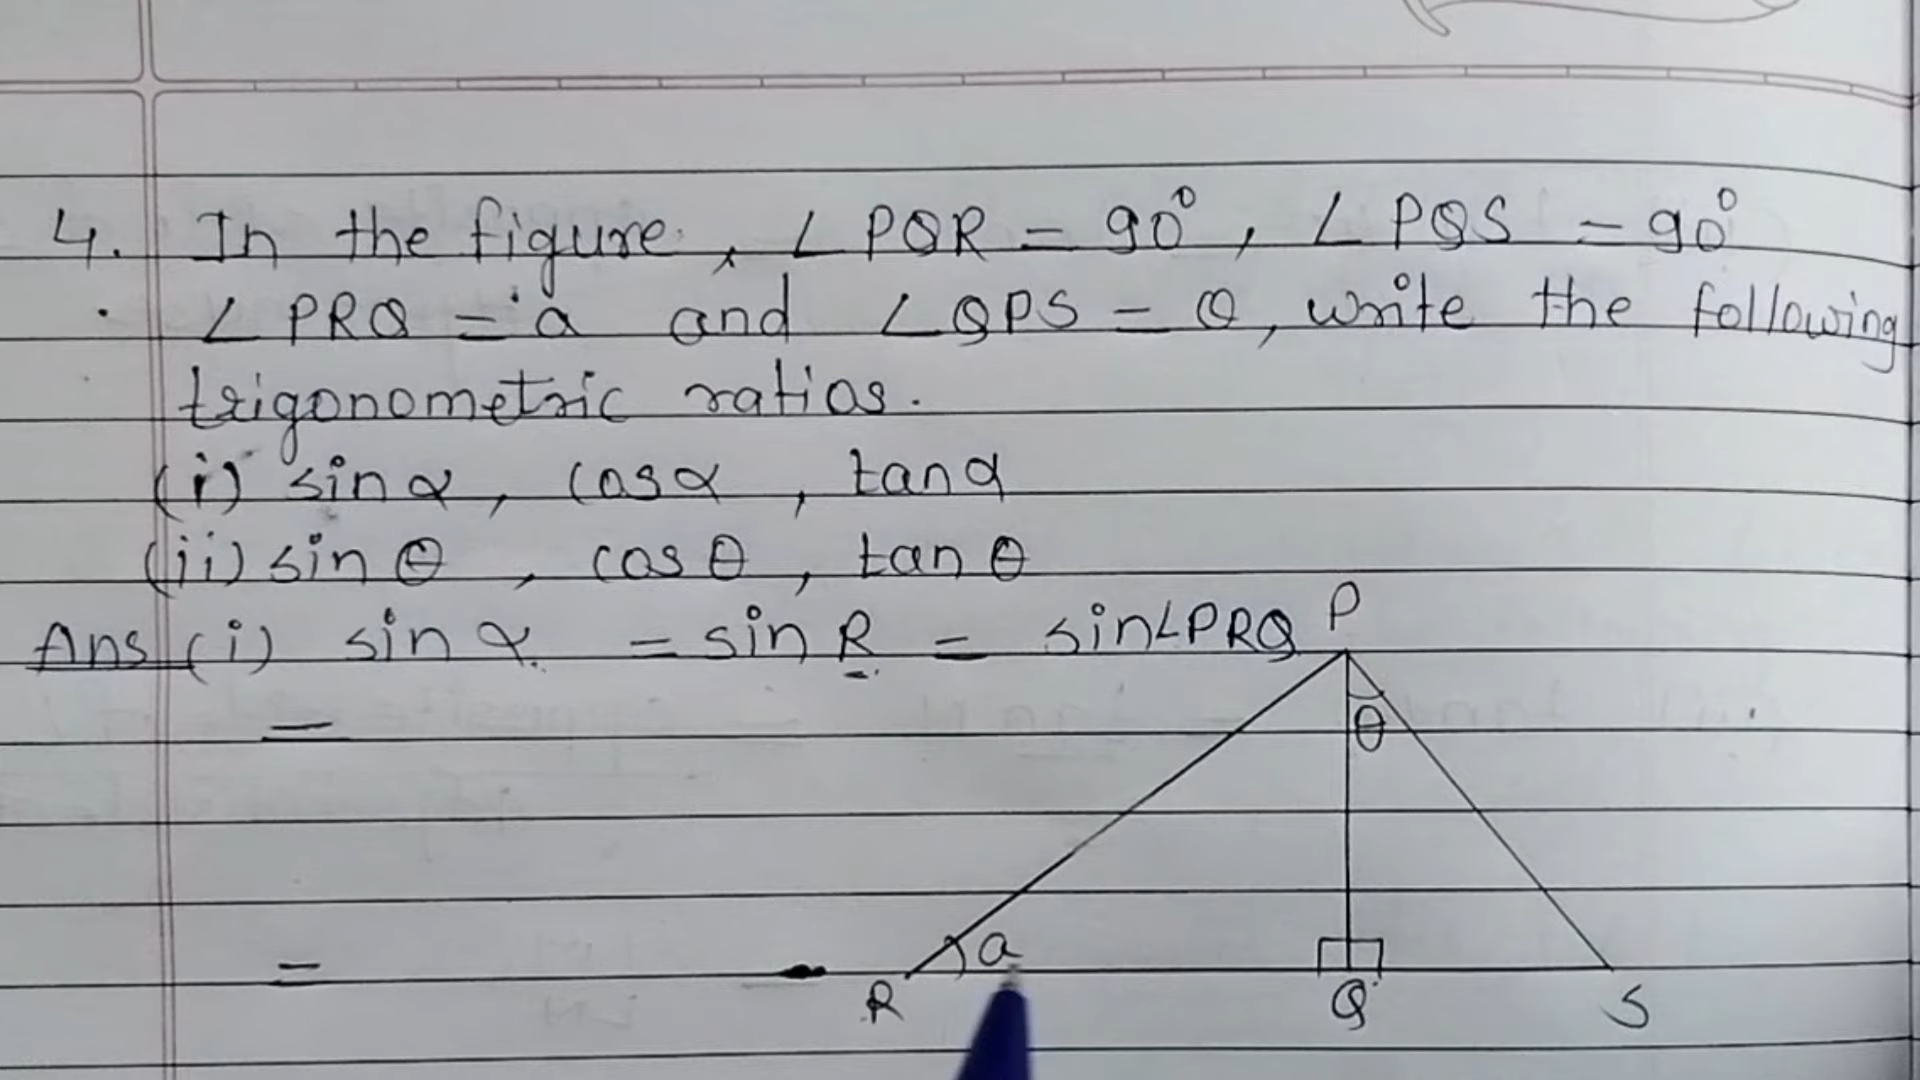 4. In the figure, ∠PQR = 90°, ∠PQS = 90°
∠PRQ = a and ∠QPS = θ, write the following
trigonometric ratios.
(i) sin α, cos α, tan α
(ii) sin θ, cos θ, tan θ
Ans (i) sin α = sin R = sin∠PRQ
=
=
P
θ
a
R
Q
S